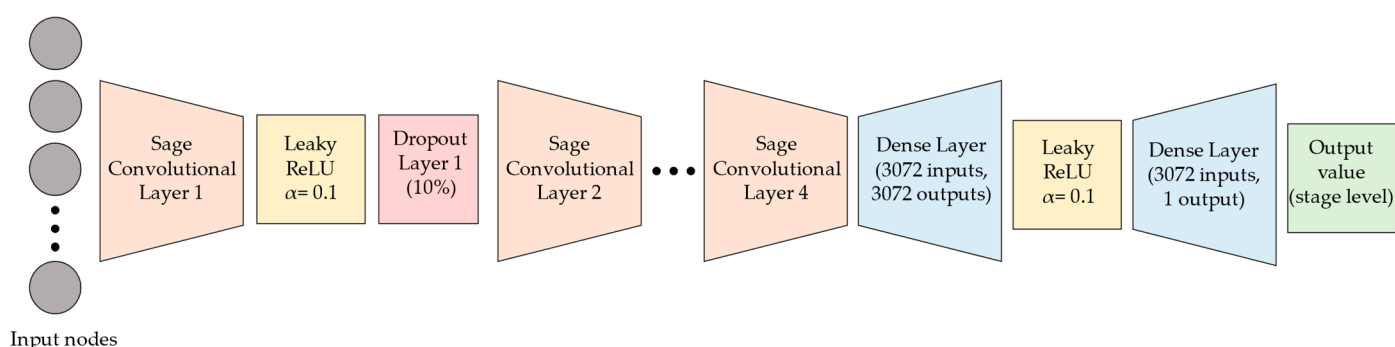 Sage
Convolutional
Layer 1
Leaky
ReLU
α= 0.1
Dropout
Layer 1
(10%)
Sage
Convolutional
Layer 2
Sage
Convolutional
Layer 4
Dense Layer
(3072 inputs,
3072 outputs)
Leaky
ReLU
α= 0.1
Dense Layer
(3072 inputs,
1 output)
Output
value
(stage level)
Input nodes